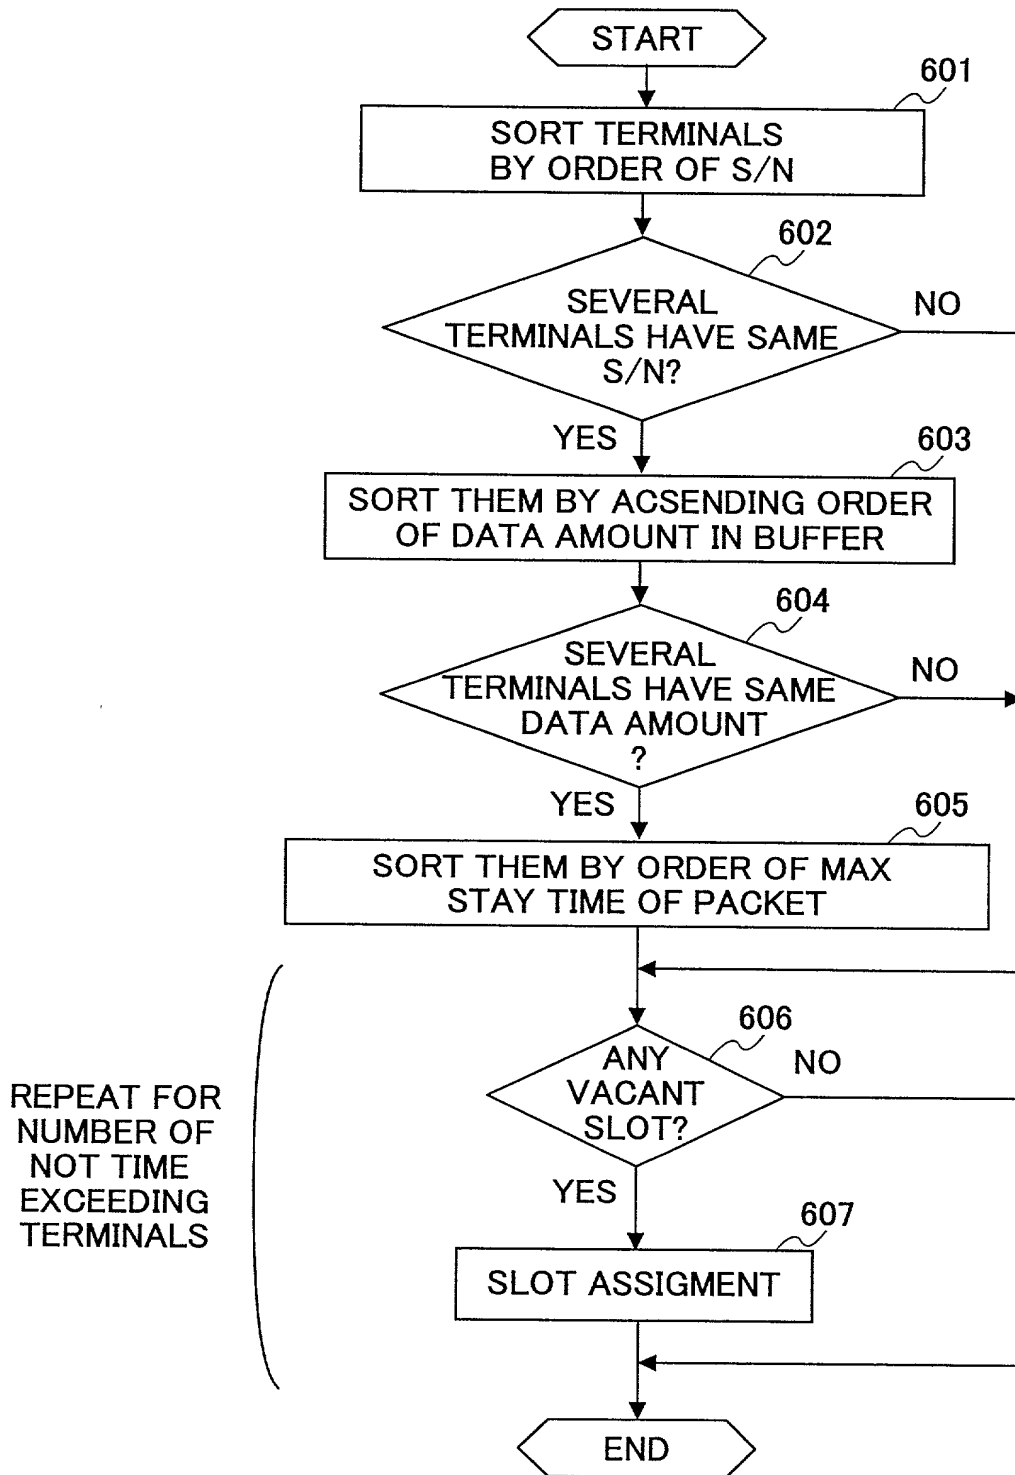 START
601
SORT TERMINALS
BY ORDER OF S/N
602
SEVERAL
TERMINALS HAVE SAME
S/N?
NO
YES
603
SORT THEM BY ACSENDING ORDER
OF DATA AMOUNT IN BUFFER
604
SEVERAL
TERMINALS HAVE SAME
DATA AMOUNT
?
NO
YES
605
SORT THEM BY ORDER OF MAX
STAY TIME OF PACKET
606
ANY
VACANT
SLOT?
NO
REPEAT FOR
NUMBER OF
NOT TIME
EXCEEDING
TERMINALS
YES
607
SLOT ASSIGMENT
END